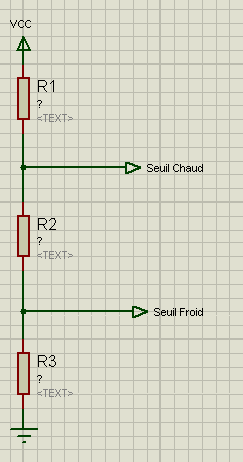 VCC
R1
?
<TEXT>
Seuil Chaud
R2
?
<TEXT>
Seuil Froid
R3
?
<TEXT>